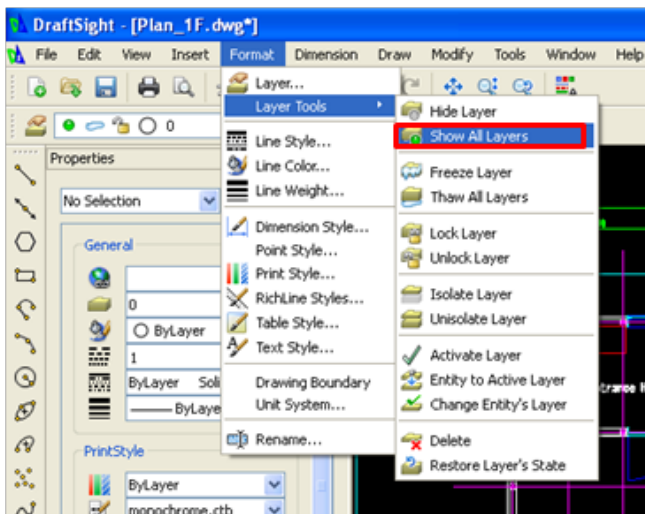 DraftSight - [Plan_1F.dwg*]
File Edit View Insert Format Dimension Draw Modify Tools Window Help
0
Properties
No Selection
General
0
ByLayer
1
ByLayer
ByLaye
PrintStyle
ByLayer
monochrome.ctb
Layer...
Layer Tools
Line Style...
Line Color...
Line Weight...
Dimension Style...
Point Style...
Print Style...
RichLine Styles...
Table Style...
Text Style...
Drawing Boundary
Unit System...
Rename...
Hide Layer
Show All Layers
Freeze Layer
Thaw All Layers
Lock Layer
Unlock Layer
Isolate Layer
Unisolate Layer
Activate Layer
Entity to Active Layer
Change Entity's Layer
Delete
Restore Layer's State